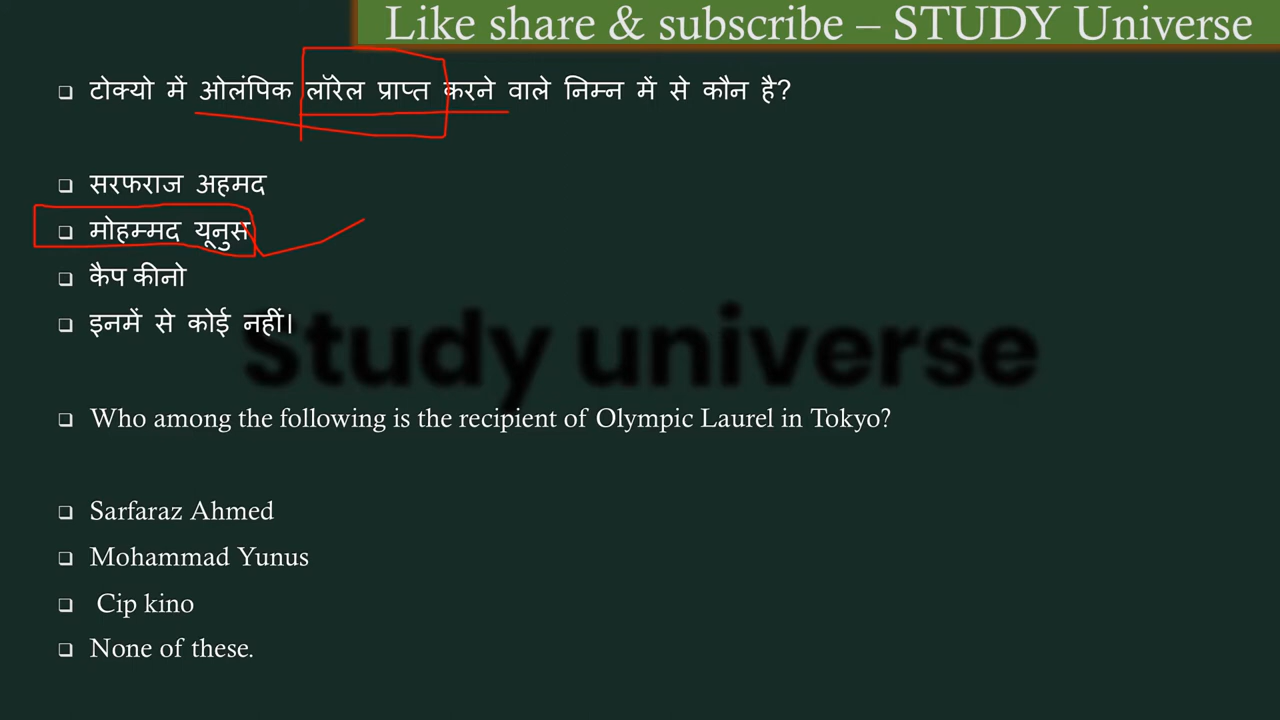 Like share & subscribe – STUDY Universe
टोक्यो में ओलंपिक लॉरेल प्राप्त करने वाले निम्न में से कौन है?
सरफराज अहमद
मोहम्मद यूनुस
कैप कीनो
इनमें से कोई नहीं।
Study universe
Who among the following is the recipient of Olympic Laurel in Tokyo?
Sarfaraz Ahmed
Mohammad Yunus
Cip kino
None of these.